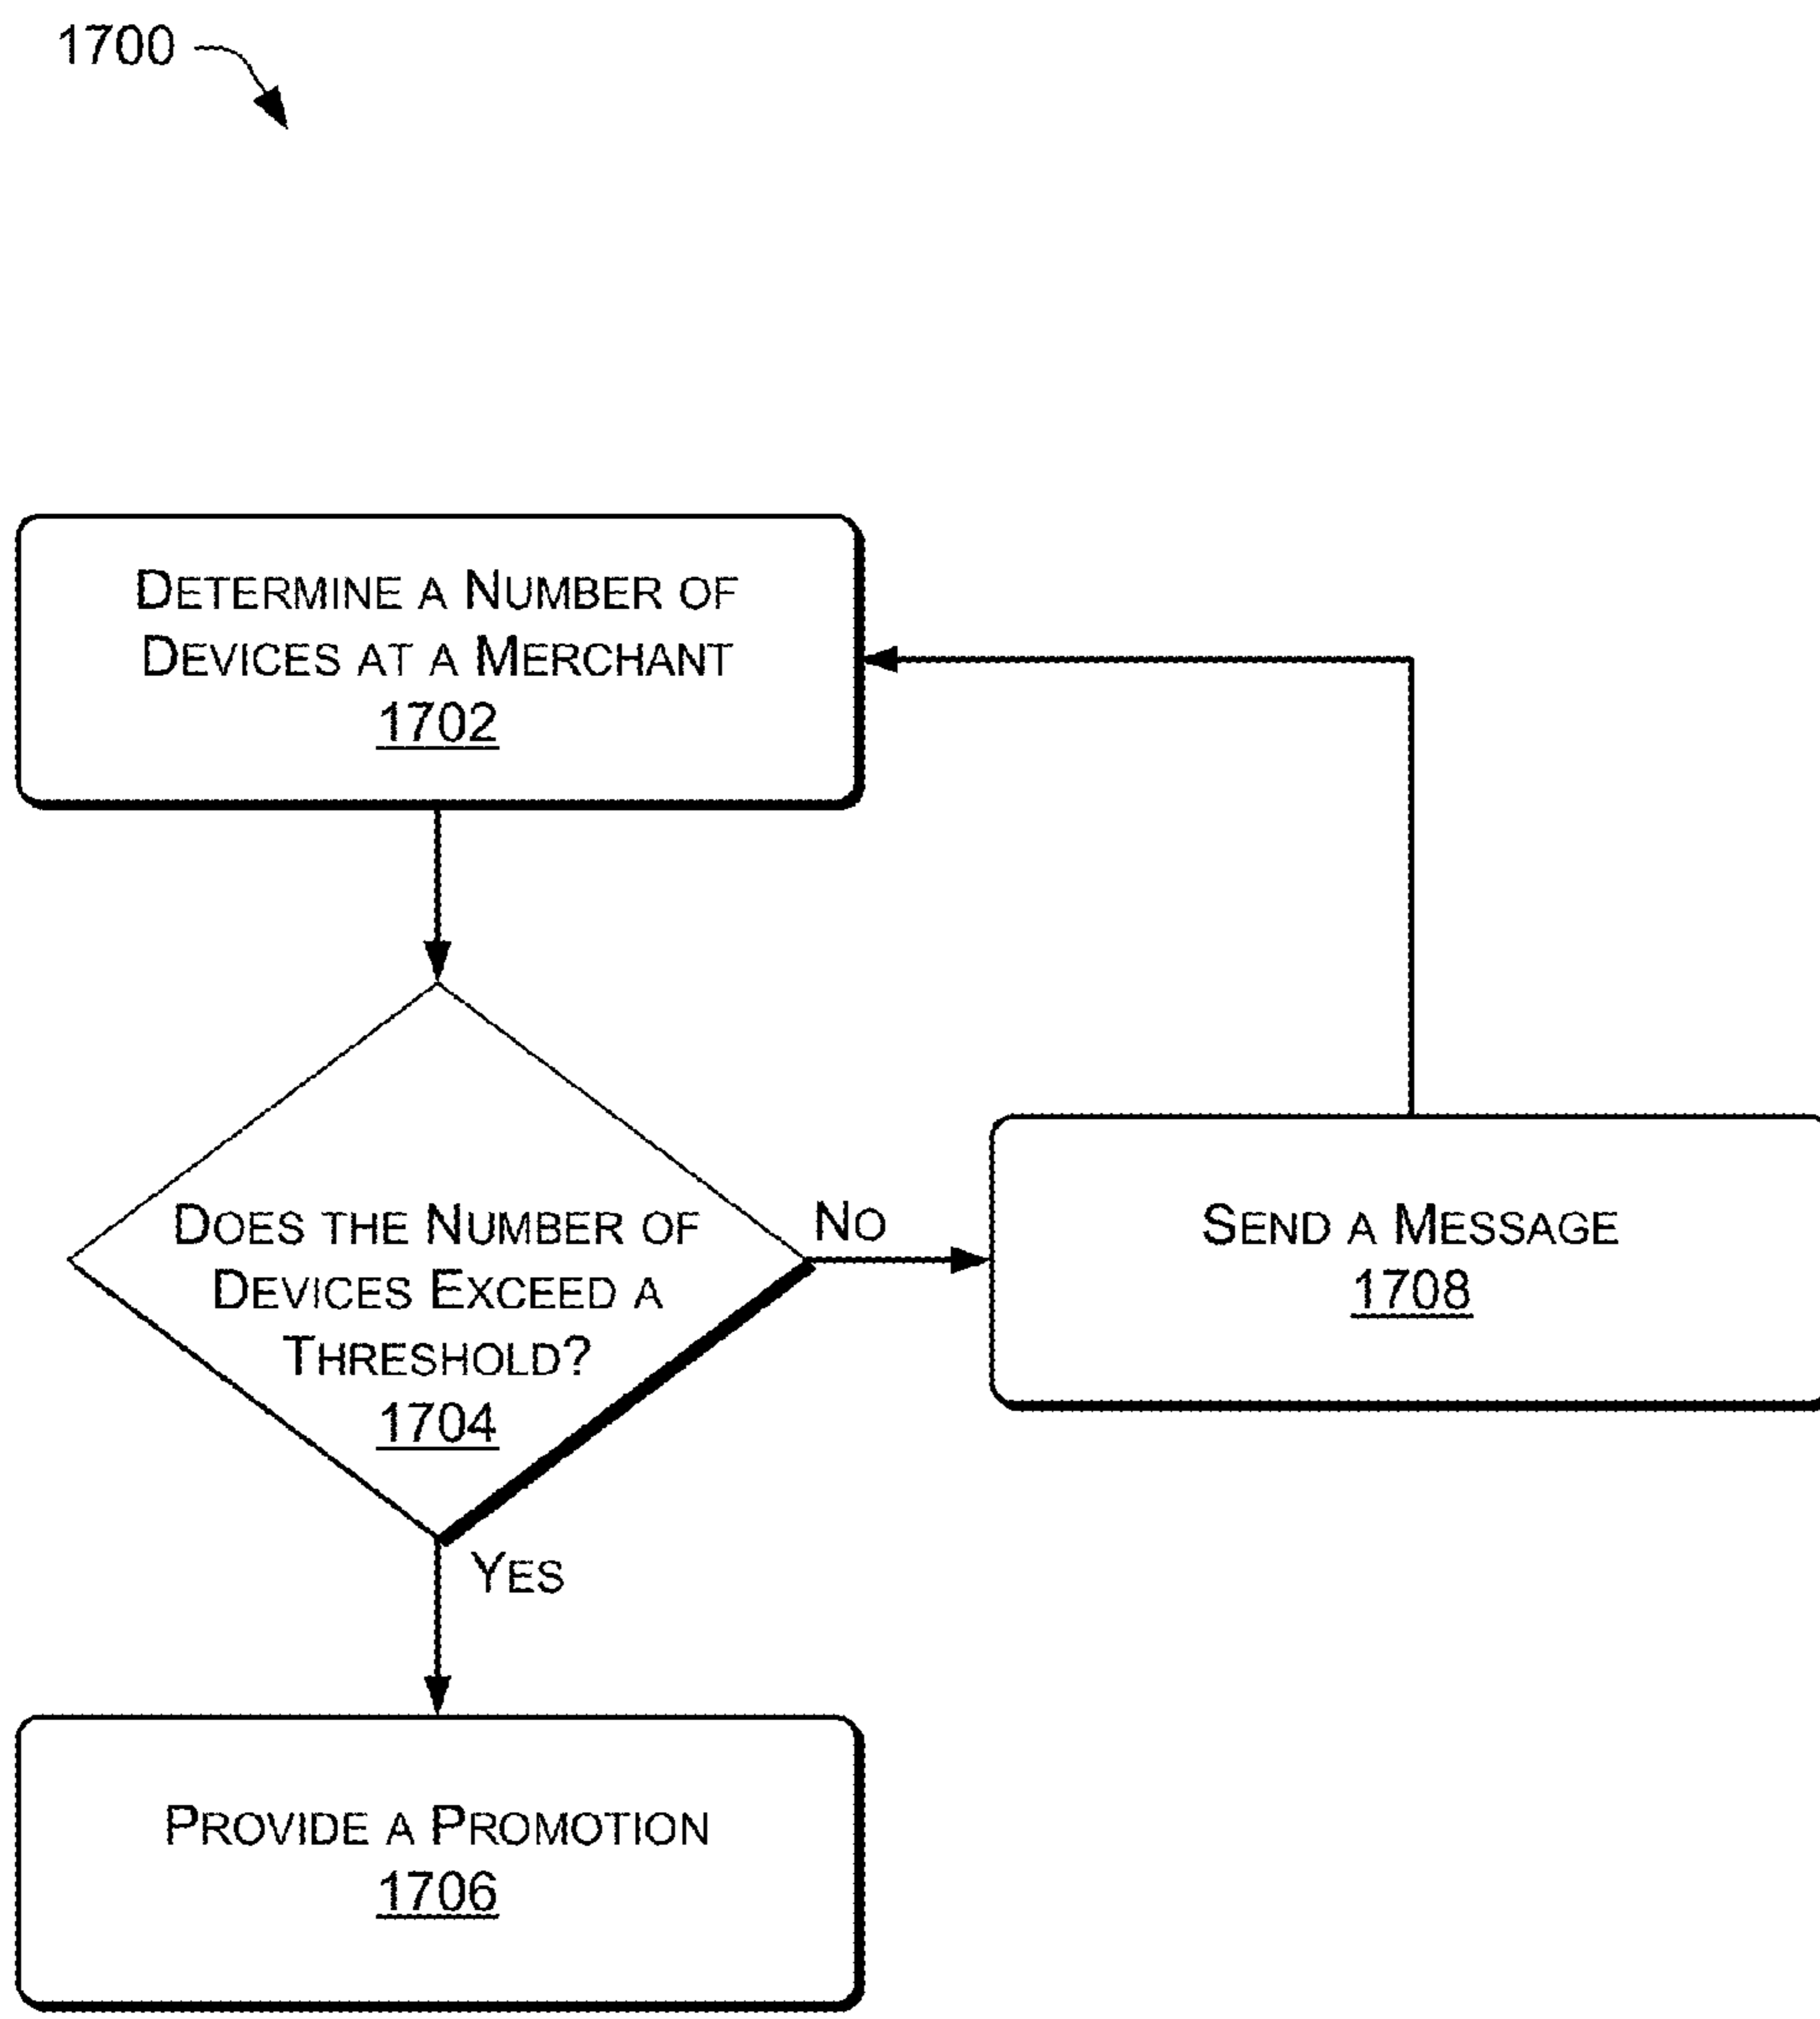 1700
DETERMINE A NUMBER OF
DEVICES AT A MERCHANT
1702
DOES THE NUMBER OF
DEVICES EXCEED A
THRESHOLD?
1704
NO
SEND A MESSAGE
1708
YES
PROVIDE A PROMOTION
1706